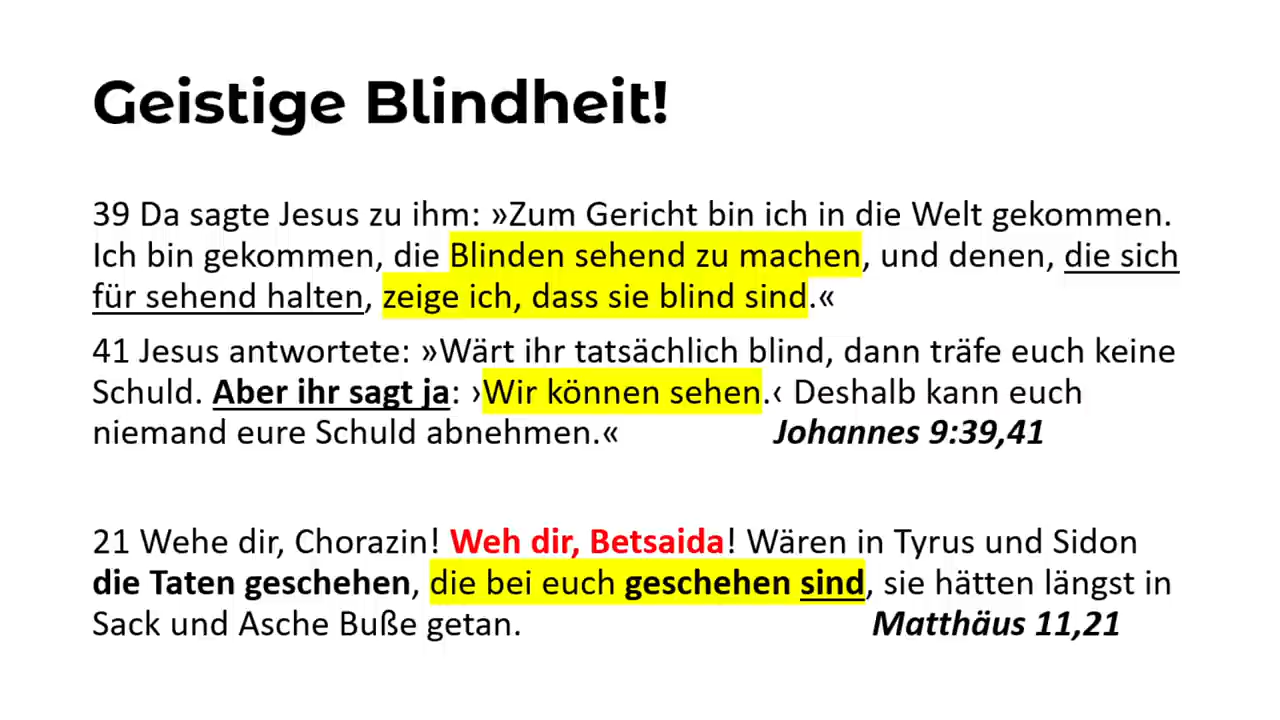 Geistige Blindheit!
39 Da sagte Jesus zu ihm: »Zum Gericht bin ich in die Welt gekommen.
Ich bin gekommen, die Blinden sehend zu machen, und denen, die sich
für sehend halten, zeige ich, dass sie blind sind.«
41 Jesus antwortete: »Wärt ihr tatsächlich blind, dann träfe euch keine
Schuld. Aber ihr sagt ja: ›Wir können sehen.‹ Deshalb kann euch
niemand eure Schuld abnehmen.« Johannes 9:39,41
21 Wehe dir, Chorazin! Weh dir, Betsaida! Wären in Tyrus und Sidon
die Taten geschehen, die bei euch geschehen sind, sie hätten längst in
Sack und Asche Buße getan. Matthäus 11,21